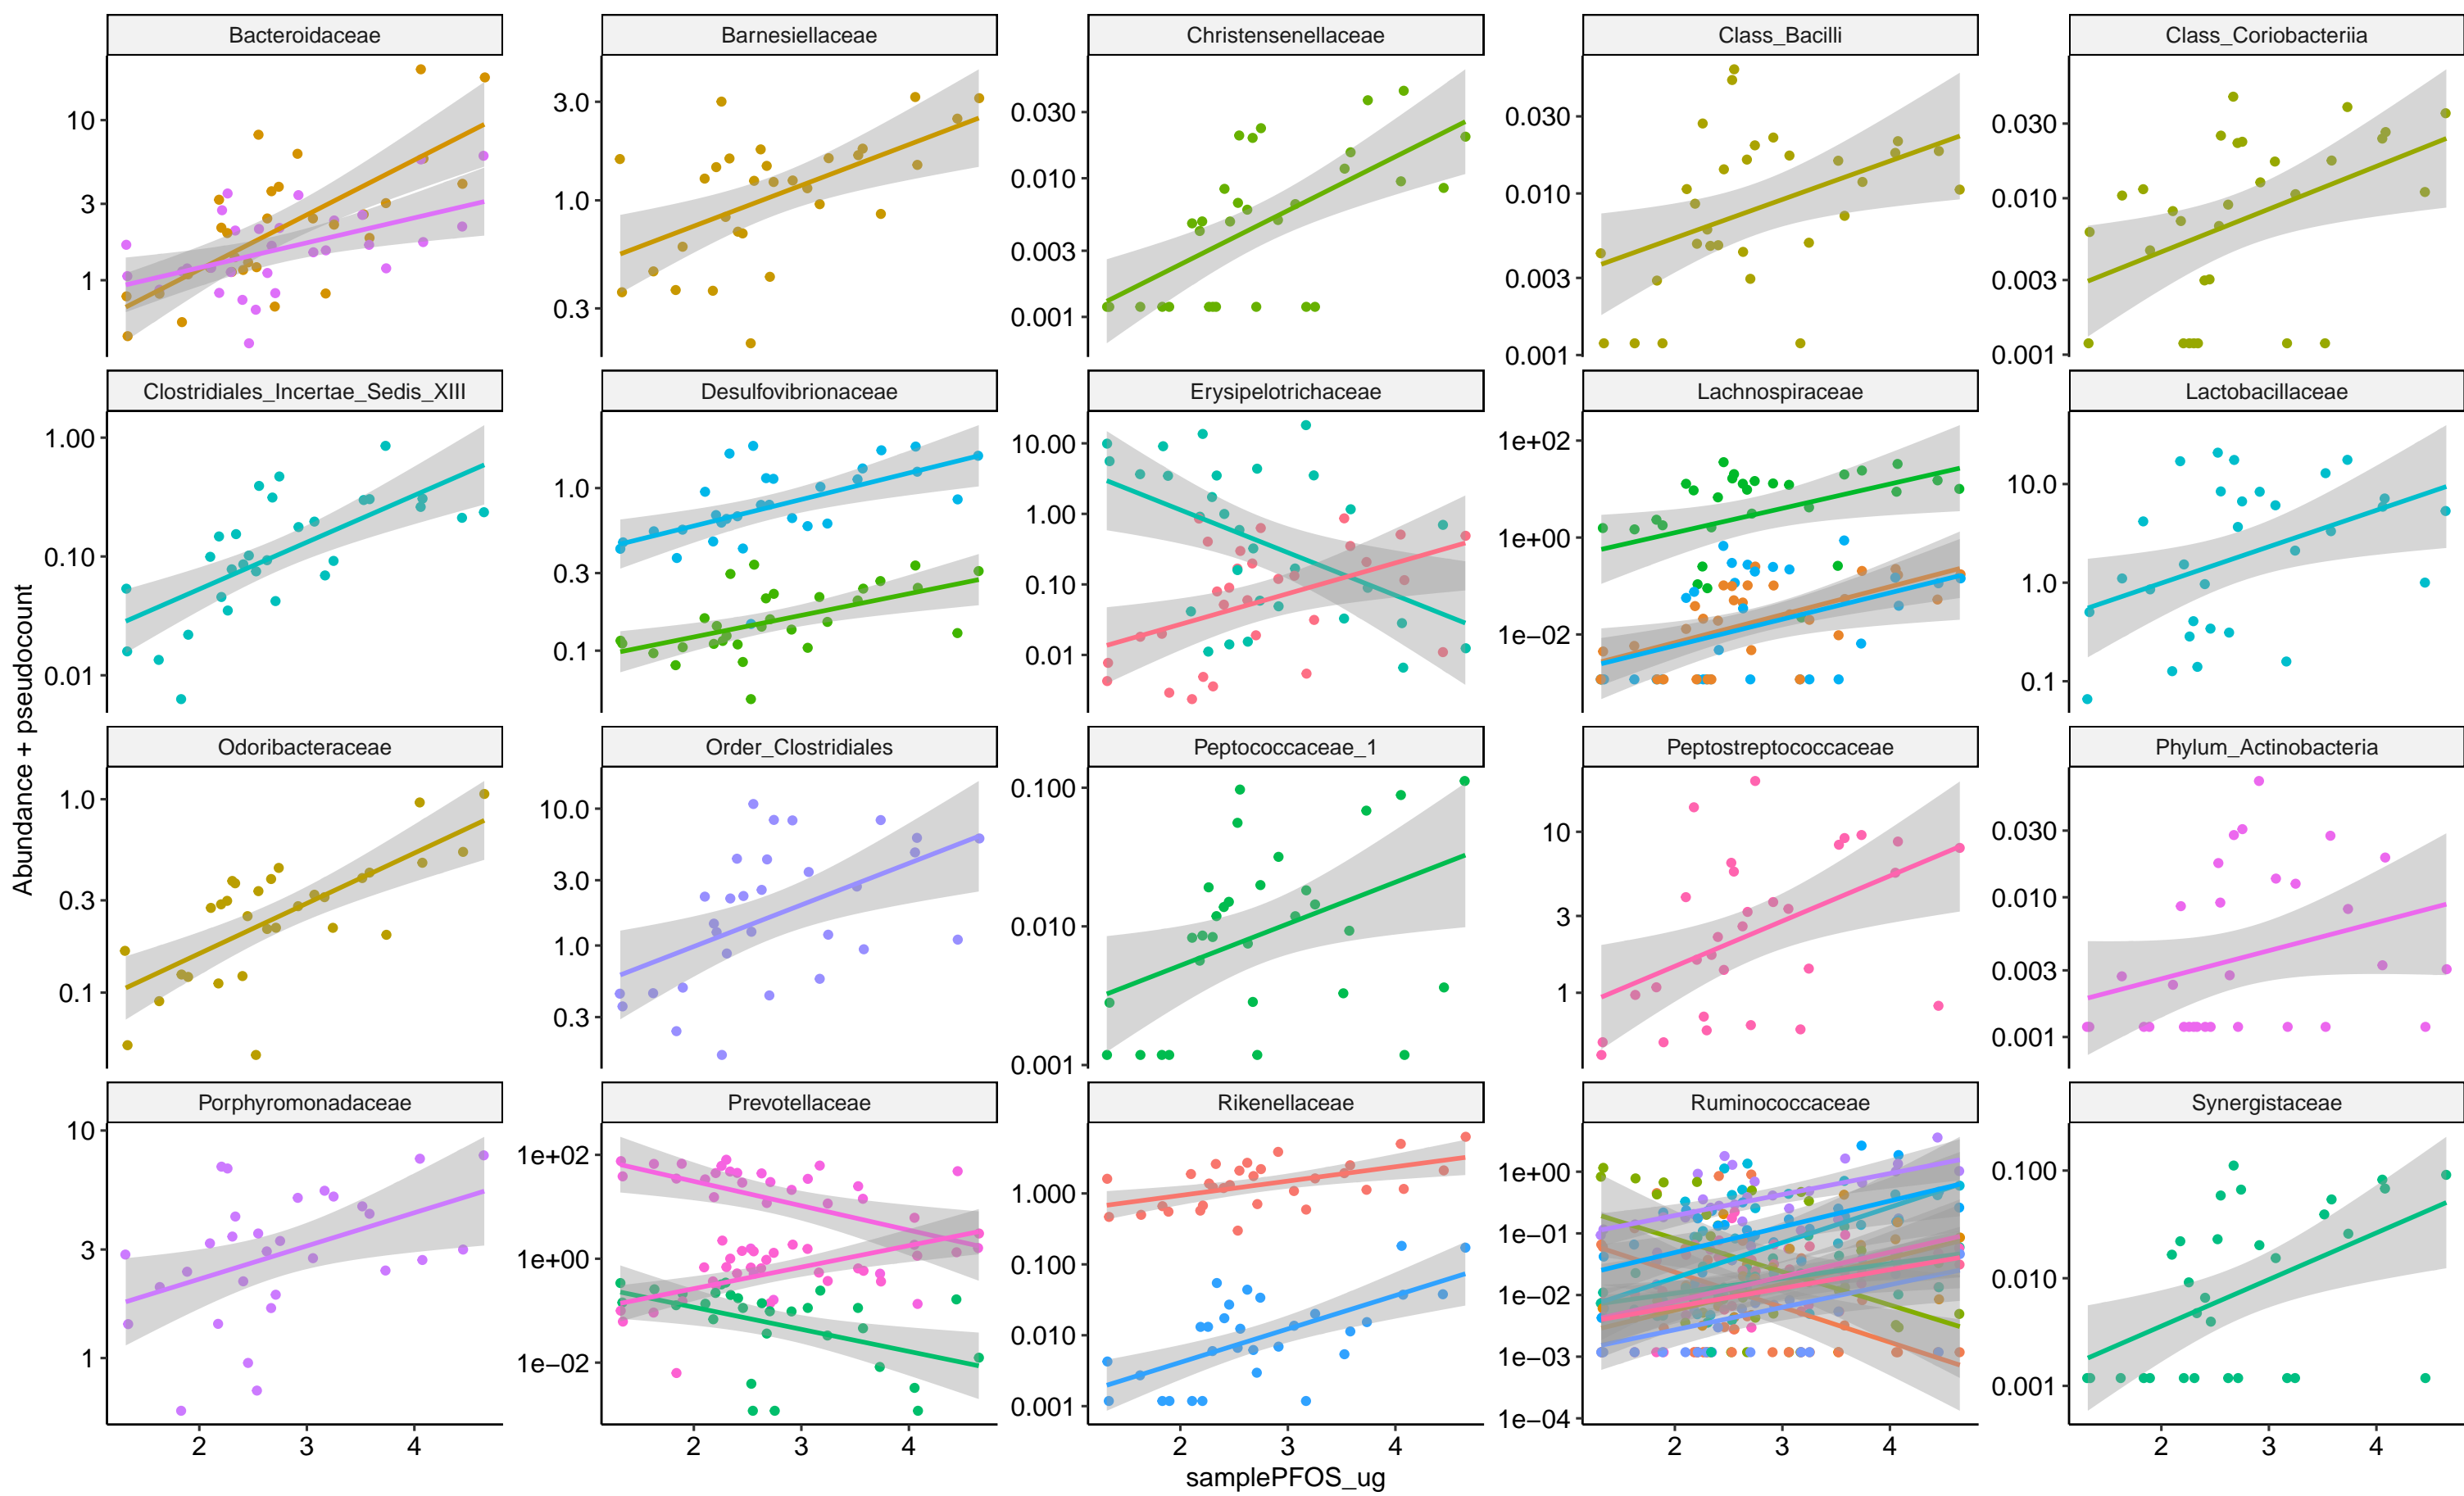 Bacteroidaceae
Barnesiellaceae
Christensenellaceae
Class_Bacilli
Class_Coriobacteriia
10
3
1
3.0
1.0
0.3
0.030
0.010
0.003
0.001
0.030
0.010
0.003
0.001
0.030
0.010
0.003
0.001
Clostridiales_Incertae_Sedis_XIII
Desulfovibrionaceae
Erysipelotrichaceae
Lachnospiraceae
Lactobacillaceae
1.00
0.10
0.01
1.0
0.3
0.1
10.00
1.00
0.10
0.01
1e+02
1e+00
1e−02
10.0
1.0
0.1
Abundance + pseudocount
Odoribacteraceae
Order_Clostridiales
Peptococcaceae_1
Peptostreptococcaceae
Phylum_Actinobacteria
1.0
0.3
0.1
10.0
3.0
1.0
0.3
0.100
0.010
0.001
10
3
1
0.030
0.010
0.003
0.001
Porphyromonadaceae
Prevotellaceae
Rikenellaceae
Ruminococcaceae
Synergistaceae
10
3
1
1e+02
1e+00
1e−02
1.000
0.100
0.010
0.001
1e+00
1e−01
1e−02
1e−03
1e−04
0.100
0.010
0.001
2 3 4
2 3 4
2 3 4
2 3 4
2 3 4
samplePFOS_ug